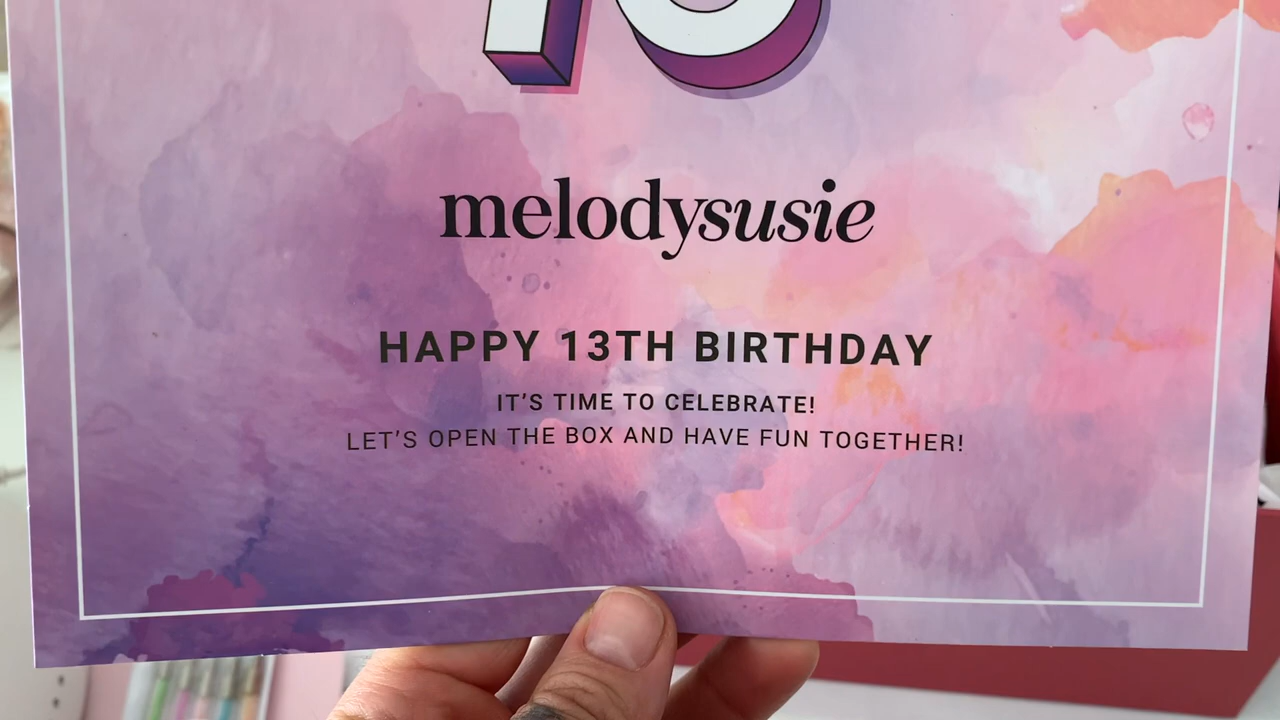 melodysusie
HAPPY 13TH BIRTHDAY
IT'S TIME TO CELEBRATE!
LET'S OPEN THE BOX AND HAVE FUN TOGETHER!